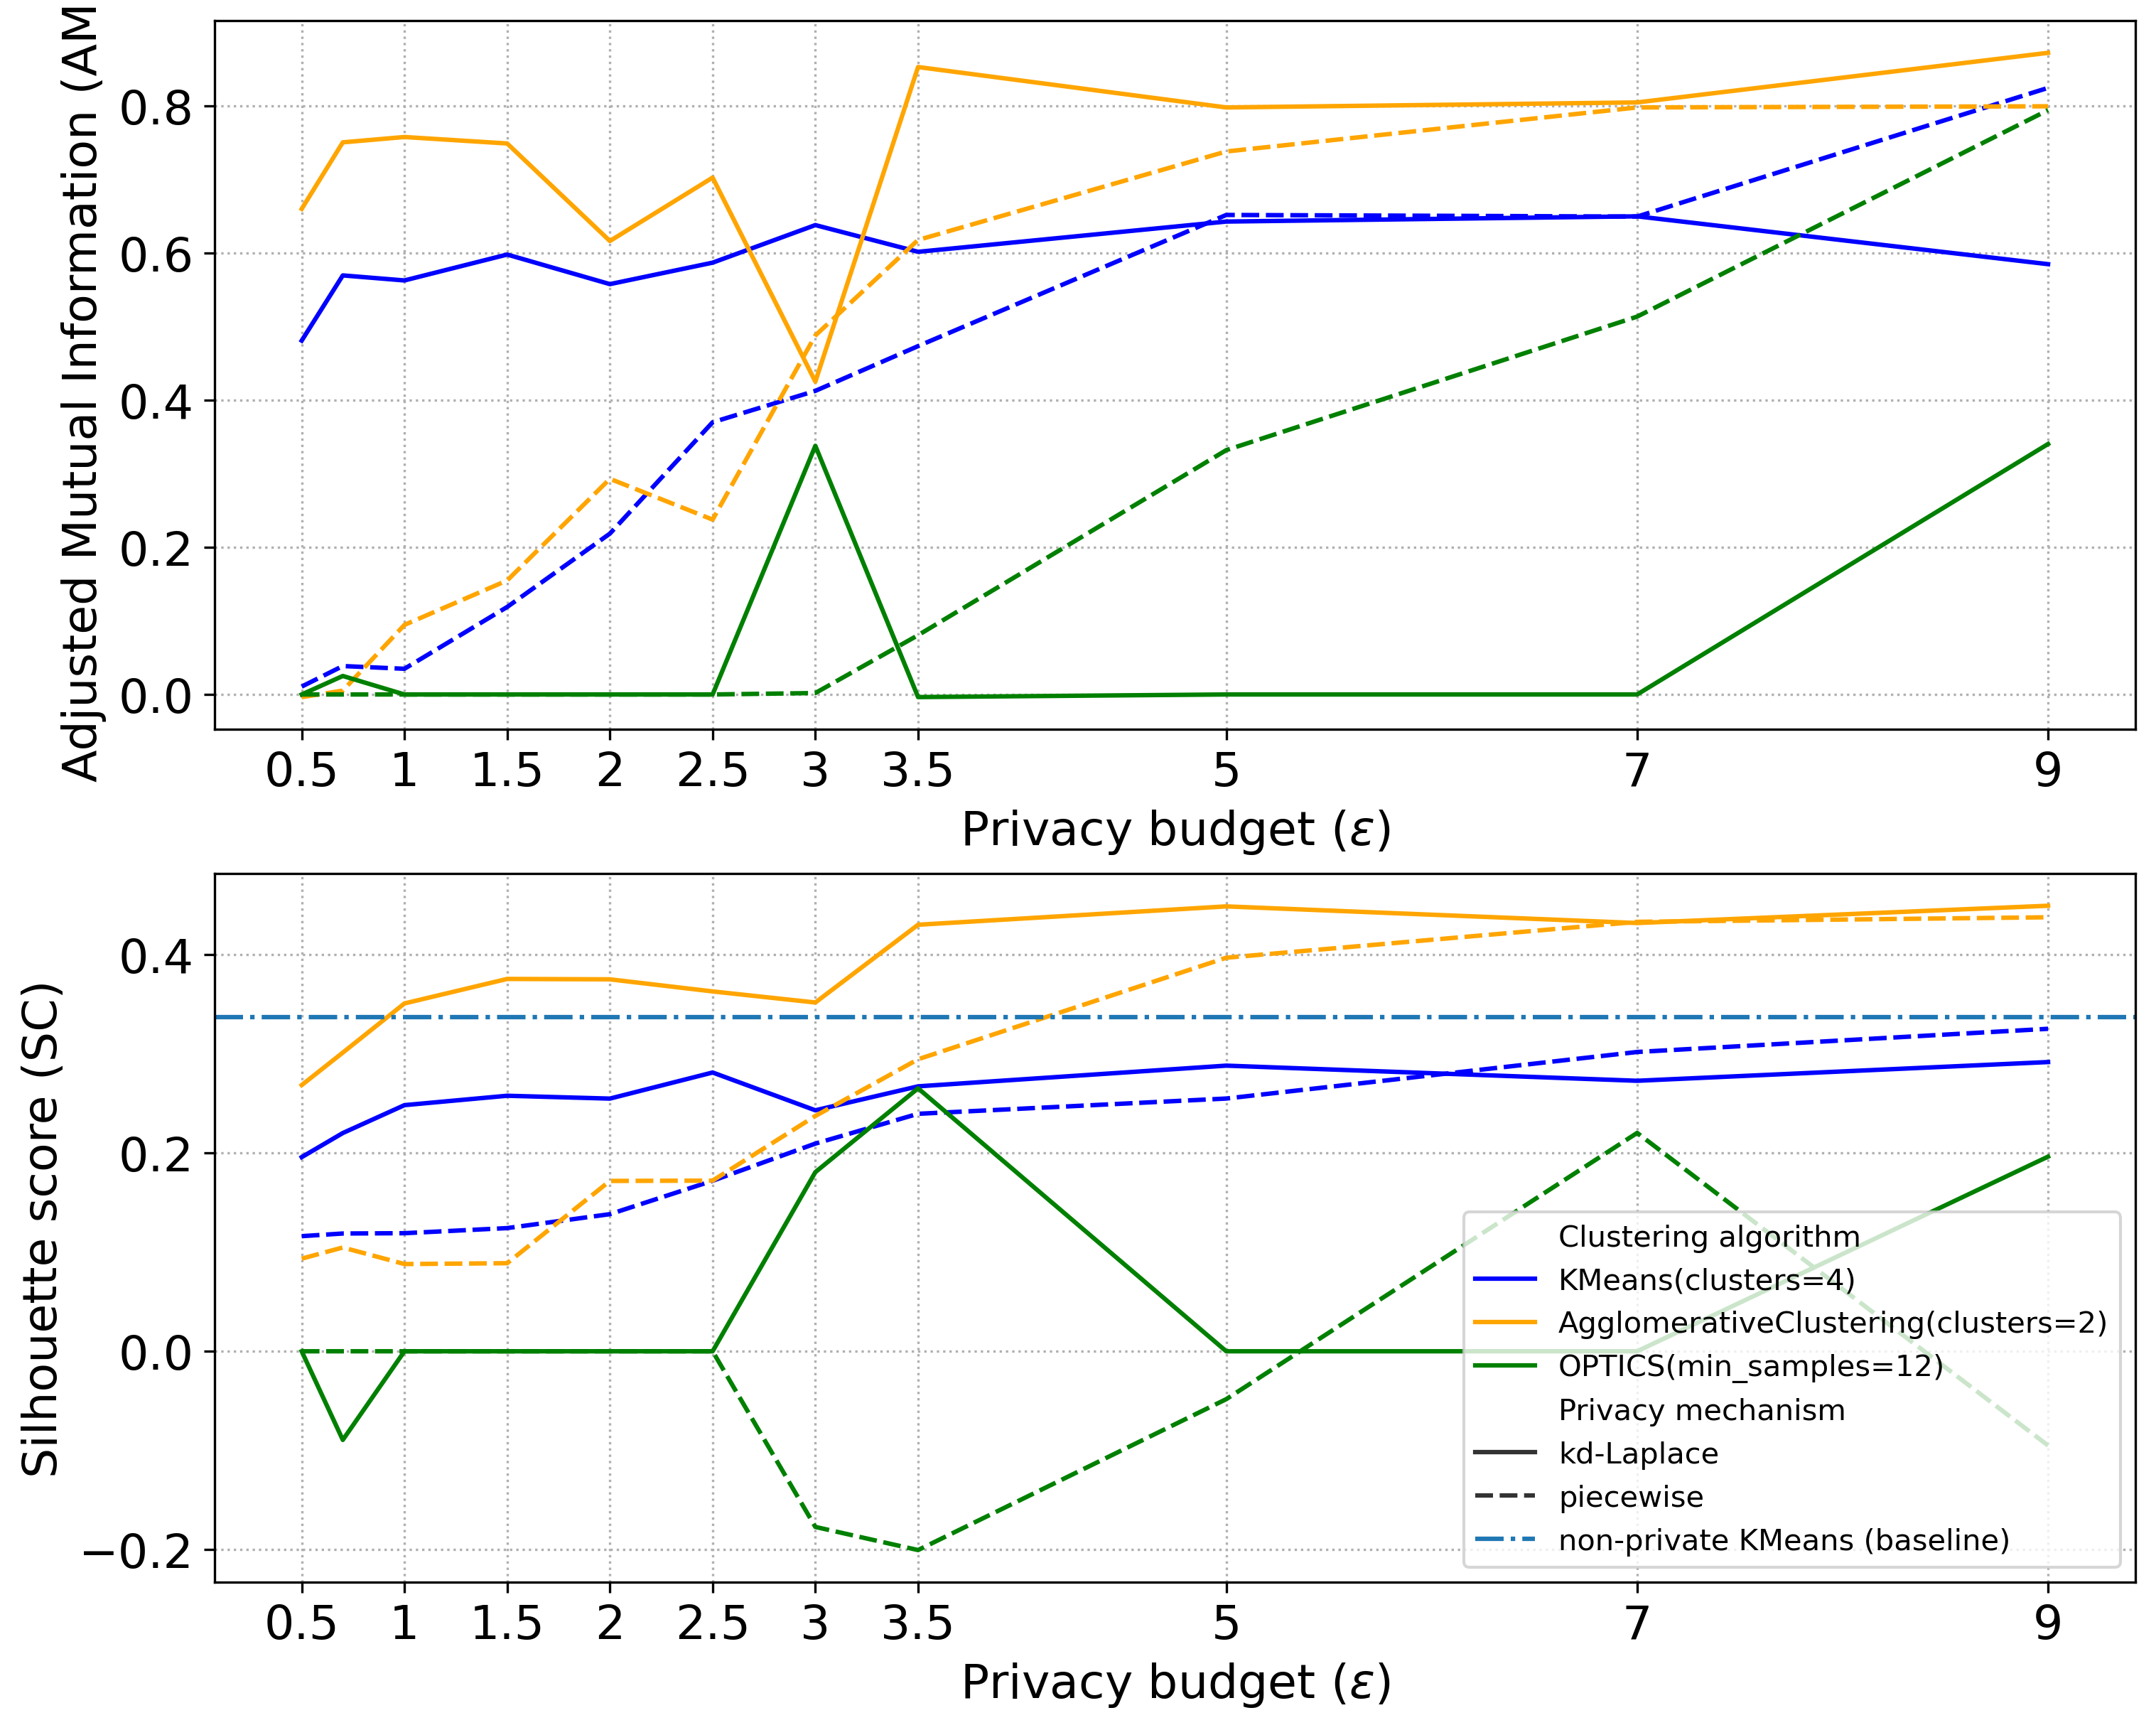 Adjusted Mutual Information (AM
0.8
0.6
0.4
0.2
0.0
0.5 1 1.5 2 2.5 3 3.5 5 7 9
Privacy budget (ε)
Silhouette score (SC)
0.4
0.2
0.0
−0.2
Clustering algorithm
KMeans(clusters=4)
AgglomerativeClustering(clusters=2)
OPTICS(min_samples=12)
Privacy mechanism
kd-Laplace
piecewise
non-private KMeans (baseline)
0.5 1 1.5 2 2.5 3 3.5 5 7 9
Privacy budget (ε)